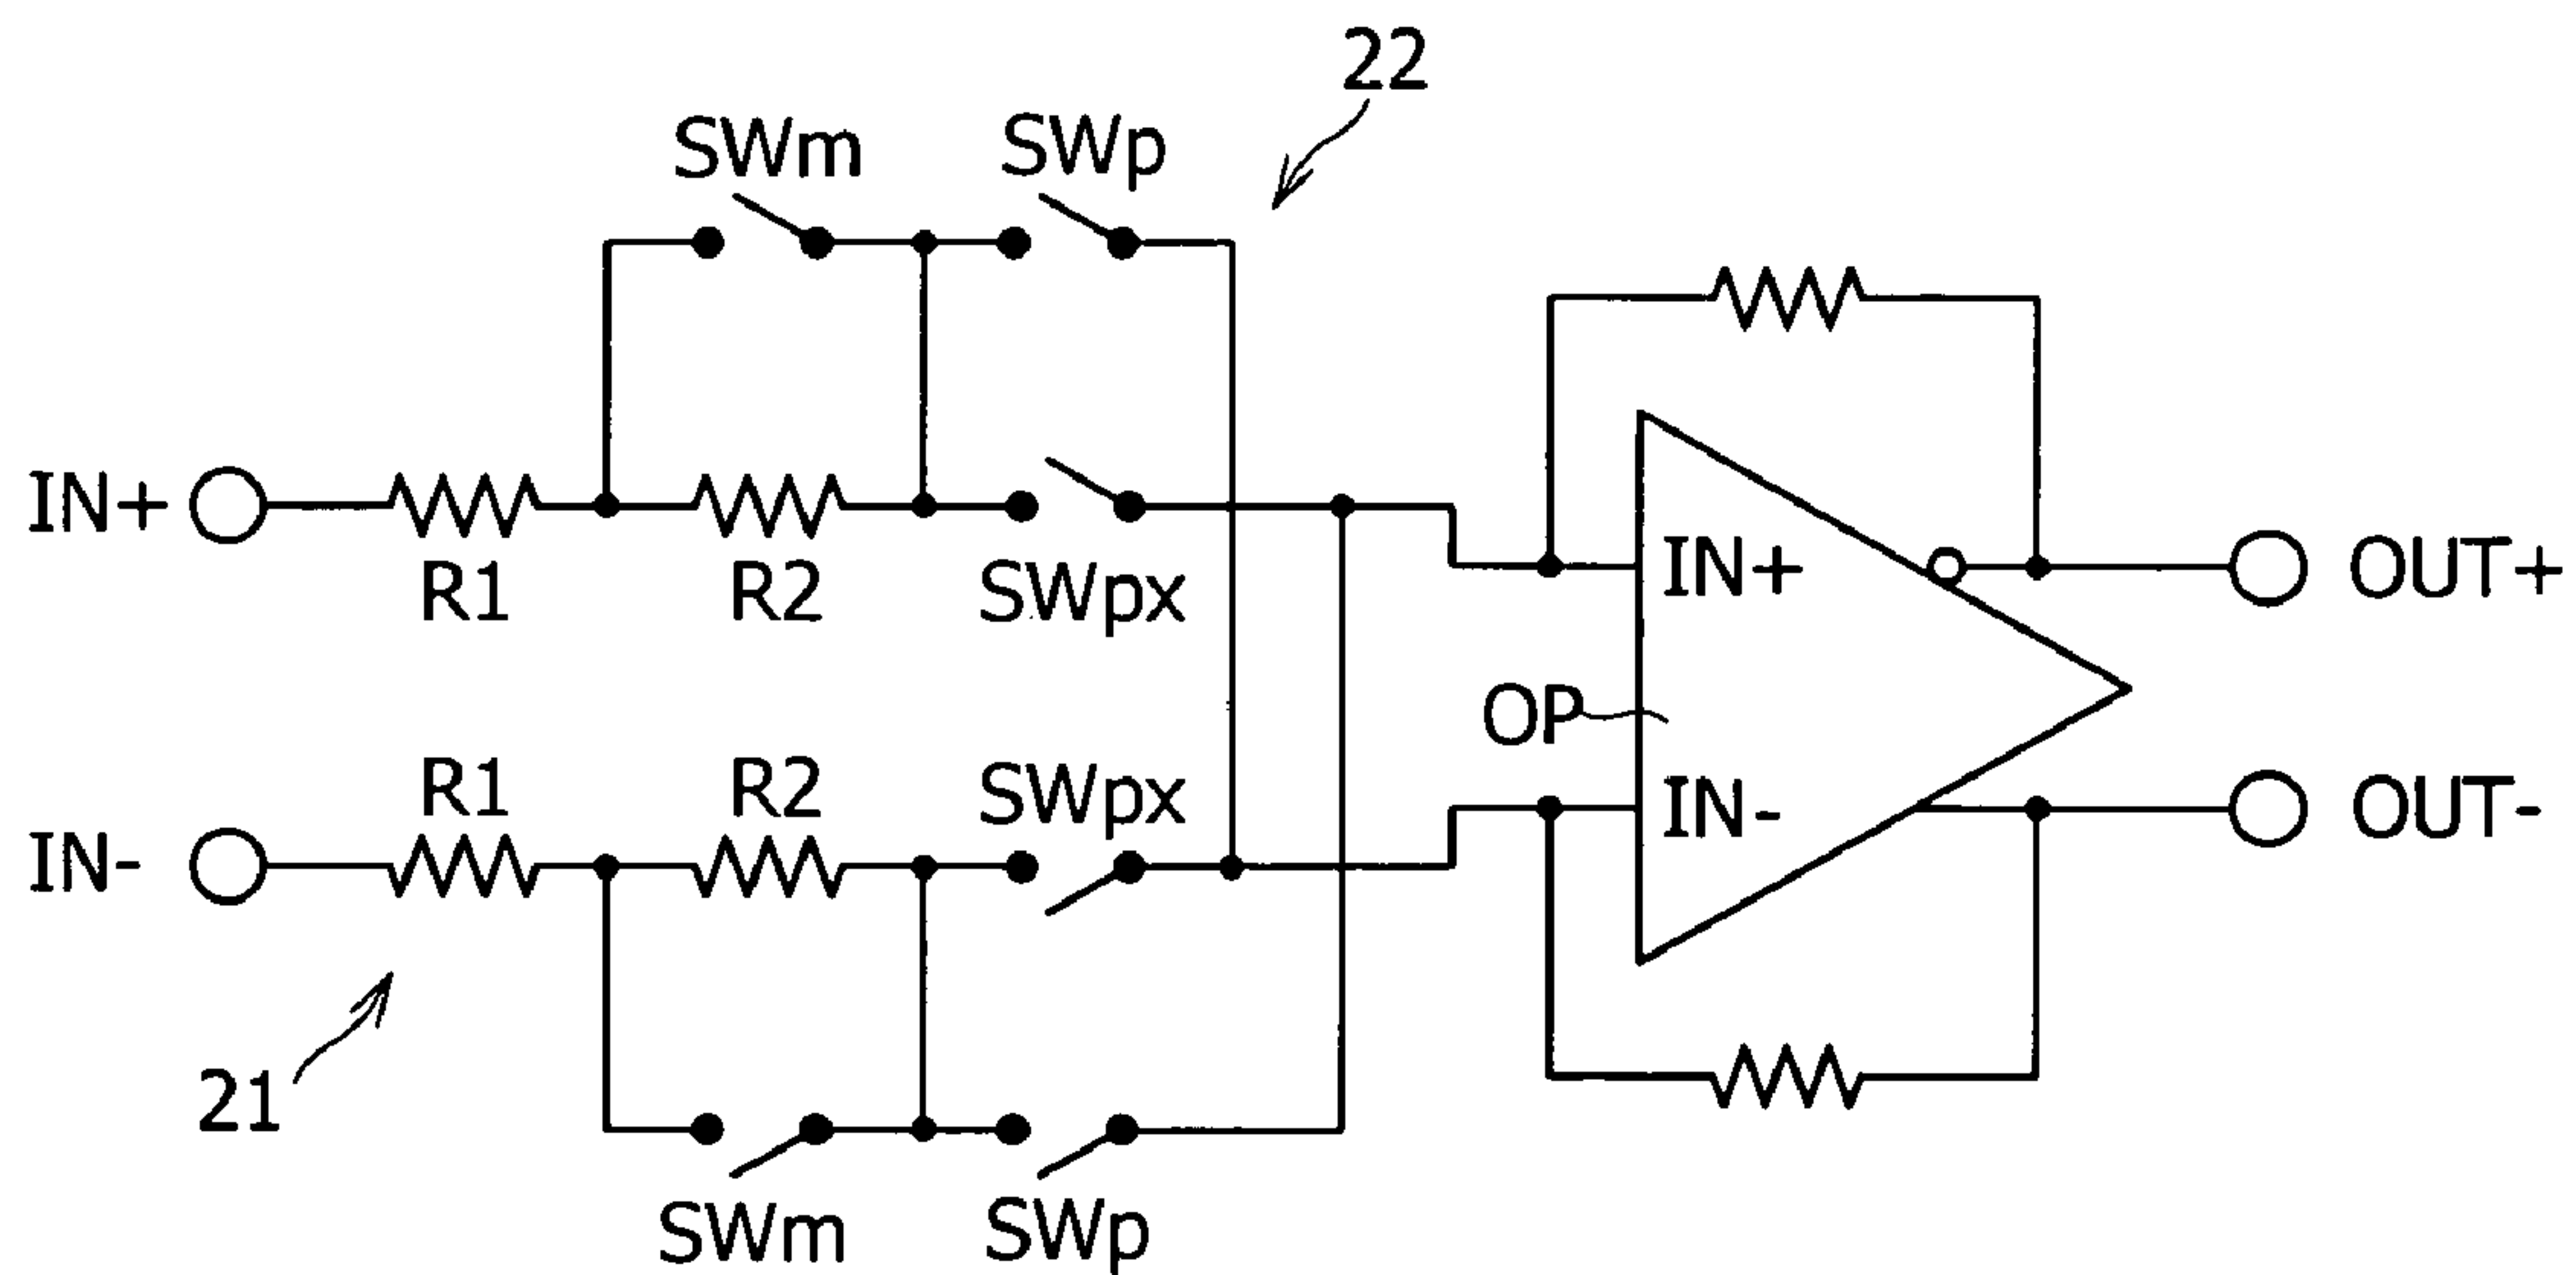 22
SWm
SWp
IN+
R1
R2
SWpx
IN+
OUT+
OP
R1
R2
SWpx
IN-
IN-
OUT-
21
SWm
SWp